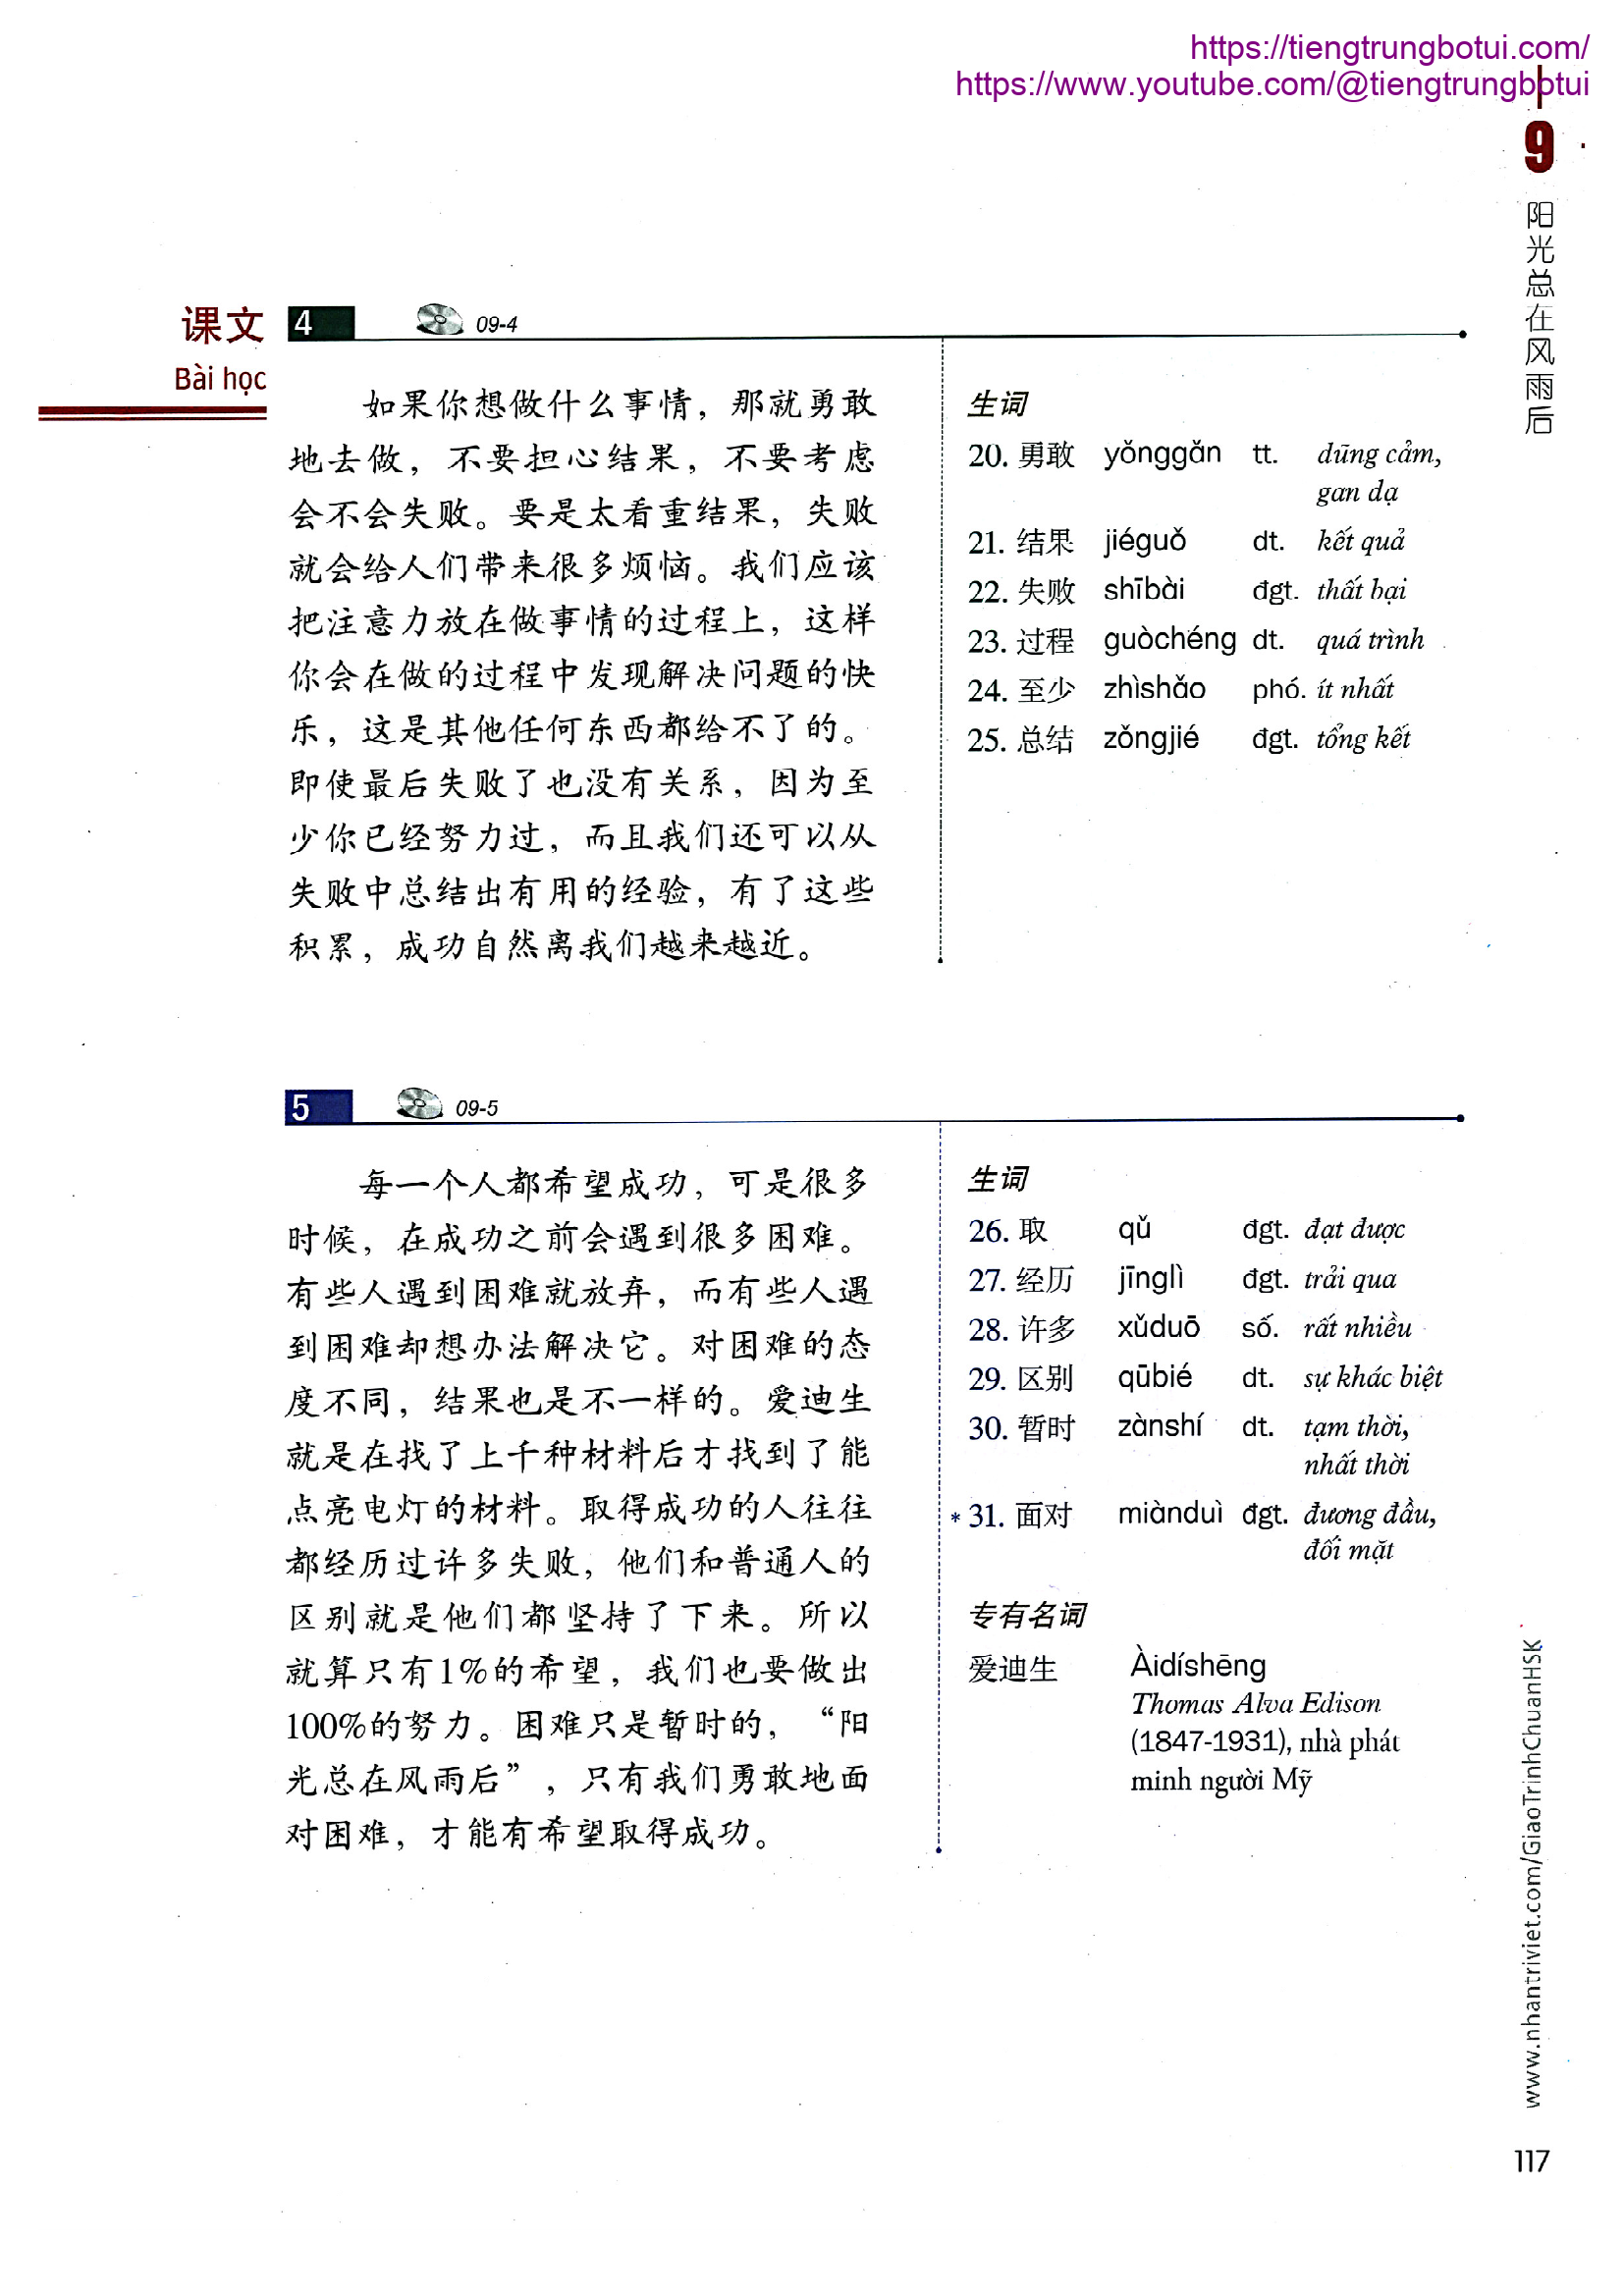 https://tiengtrungbotui.com/
https://www.youtube.com/@tiengtrungbotui
9
阳光总在风雨后
课文
Bài học
4
09-4
如果你想做什么事情，那就勇敢
地去做，不要担心结果，不要考虑
会不会失败。要是太看重结果，失败
就会给人们带来很多烦恼。我们应该
把注意力放在做事情的过程上，这样
你会在做的过程中发现解决问题的快
乐，这是其他任何东西都给不了的。
即使最后失败了也没有关系，因为至
少你已经努力过，而且我们还可以从
失败中总结出有用的经验，有了这些
积累，成功自然离我们越来越近。
生词
20. 勇敢 yǒnggǎn tt. dũng cảm,
gan dạ
21. 结果 jiéguǒ dt. kết quả
22. 失败 shībài đgt. thất bại
23. 过程 guòchéng dt. quá trình
24. 至少 zhìshǎo phó. ít nhất
25. 总结 zǒngjié đgt. tổng kết
5
09-5
每一个人都希望成功，可是很多
时候，在成功之前会遇到很多困难。
有些人遇到困难就放弃，而有些人遇
到困难却想办法解决它。对困难的态
度不同，结果也是不一样的。爱迪生
就是在找了上千种材料后才找到了能
点亮电灯的材料。取得成功的人往往
都经历过许多失败，他们和普通人的
区别就是他们都坚持了下来。所以
就算只有1%的希望，我们也要做出
100%的努力。困难只是暂时的，“阳
光总在风雨后”，只有我们勇敢地面
对困难，才能有希望取得成功。
生词
26. 取 qǔ đgt. đạt được
27. 经历 jīnglì đgt. trải qua
28. 许多 xǔduō số. rất nhiều
29. 区别 qūbié dt. sự khác biệt
30. 暂时 zànshí dt. tạm thời,
nhất thời
* 31. 面对 miànduì đgt. đương đầu,
đối mặt
专有名词
爱迪生 Àidíshēng
Thomas Alva Edison
(1847-1931), nhà phát
minh người Mỹ
www.nhantriviet.com/GiaoTrinhChuanHSK
117